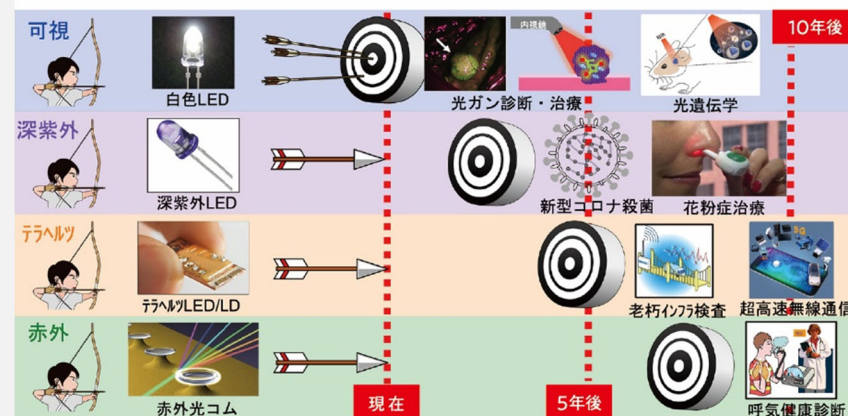 可視
白色LED
内視鏡
光ガン診断・治療
光遺伝学
10年後
深紫外
深紫外LED
新型コロナ殺菌
花粉症治療
テラヘルツ
テラヘルツLED/LD
老朽インフラ検査
超高速無線通信
赤外
赤外光コム
現在
5年後
呼気健康診断